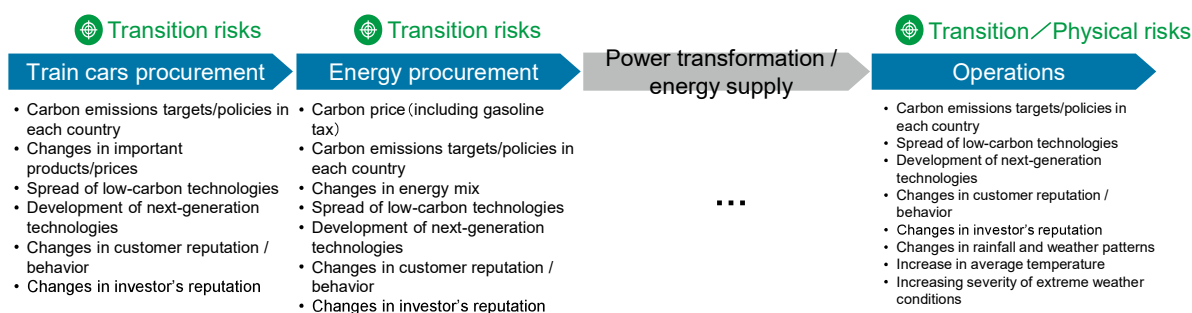 Transition risks
Train cars procurement
• Carbon emissions targets/policies in
each country
• Changes in important
products/prices
• Spread of low-carbon technologies
• Development of next-generation
technologies
• Changes in customer reputation /
behavior
• Changes in investor’s reputation
Transition risks
Energy procurement
• Carbon price（including gasoline
tax）
• Carbon emissions targets/policies in
each country
• Changes in energy mix
• Spread of low-carbon technologies
• Development of next-generation
technologies
• Changes in customer reputation /
behavior
• Changes in investor’s reputation
Power transformation /
energy supply
…
Transition／Physical risks
Operations
• Carbon emissions targets/policies in
each country
• Spread of low-carbon technologies
• Development of next-generation
technologies
• Changes in customer reputation /
behavior
• Changes in investor’s reputation
• Changes in rainfall and weather patterns
• Increase in average temperature
• Increasing severity of extreme weather
conditions